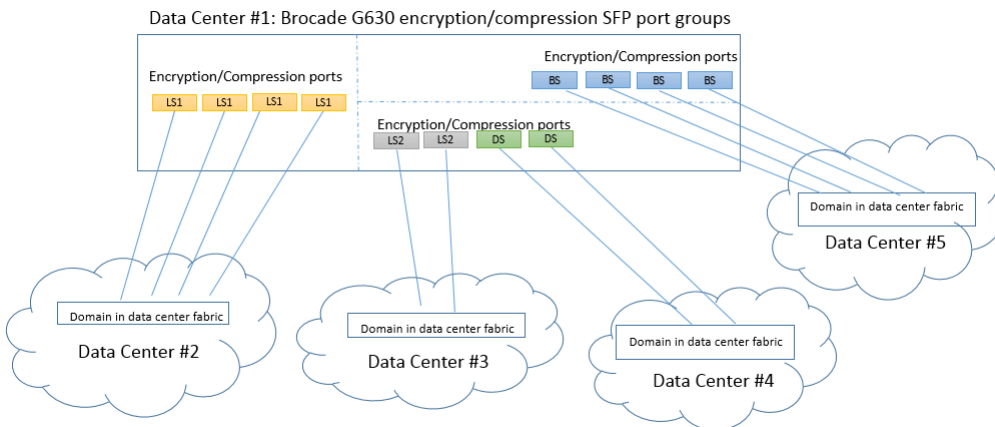 Data Center #1: Brocade G630 encryption/compression SFP port groups
Encryption/Compression ports
LS1 LS1 LS1 LS1
Encryption/Compression ports
BS BS BS BS
Encryption/Compression ports
LS2 LS2 DS DS
Domain in data center fabric
Data Center #5
Domain in data center fabric
Data Center #2
Domain in data center fabric
Data Center #3
Domain in data center fabric
Data Center #4